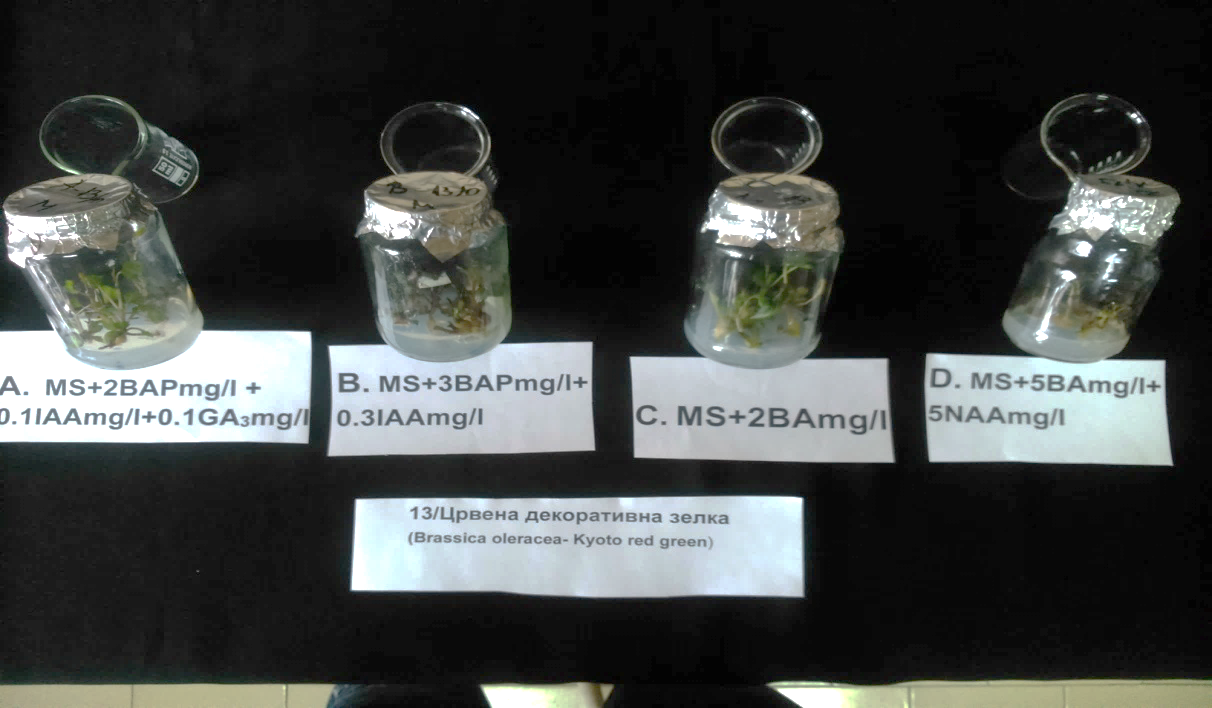 A. MS+2BAPmg/l +
0.1IAAmg/l+0.1GA₃mg/l
B. MS+3BAPmg/l+
0.3IAAmg/l
C. MS+2BAmg/l
D. MS+5BAmg/l+
5NAAmg/l
13/Црвена декоративна зелка
(Brassica oleracea- Kyoto red green)